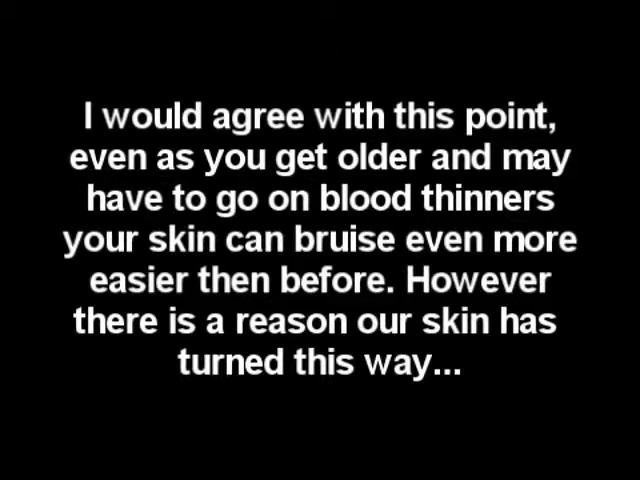 I would agree with this point,
even as you get older and may
have to go on blood thinners
your skin can bruise even more
easier then before. However
there is a reason our skin has
turned this way...